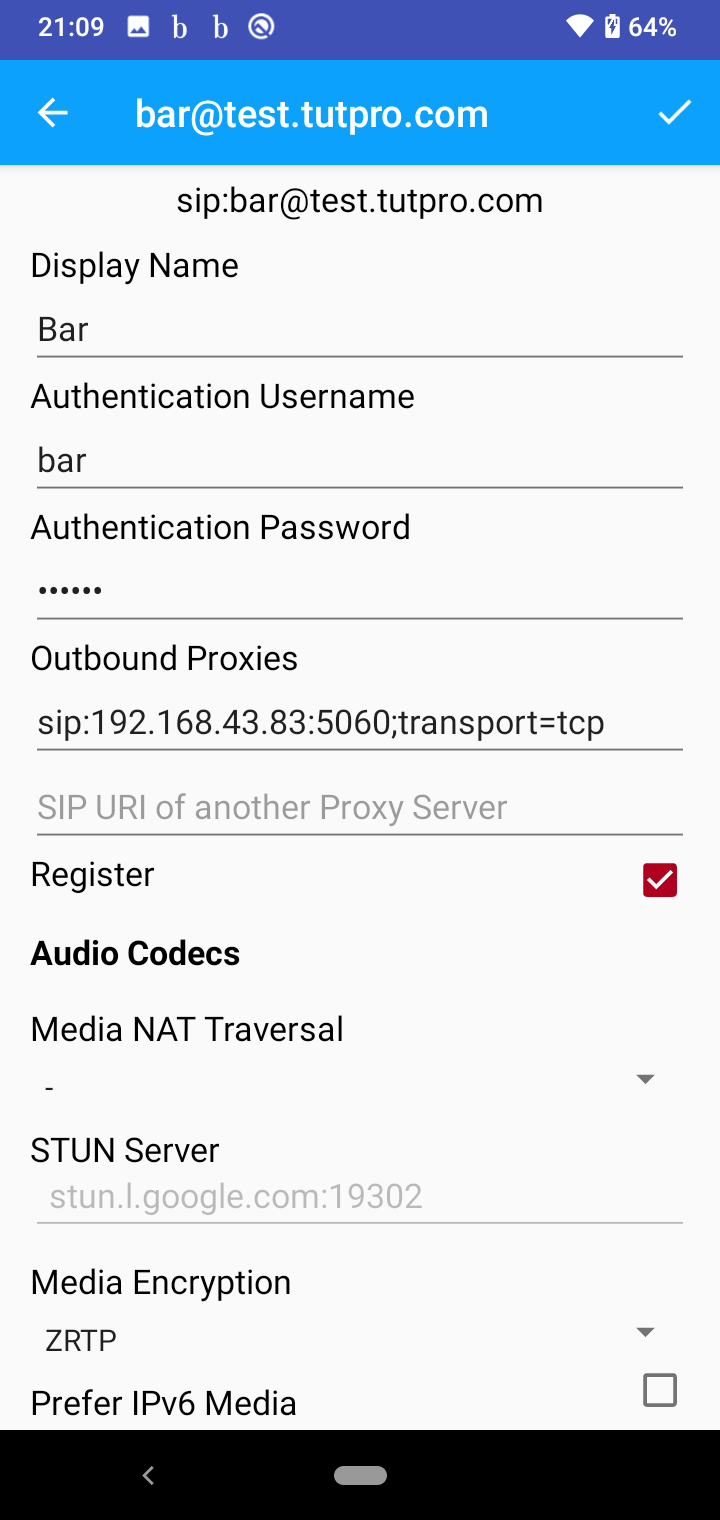 21:09 b b 64%
bar@test.tutpro.com
sip:bar@test.tutpro.com
Display Name
Bar
Authentication Username
bar
Authentication Password
••••••
Outbound Proxies
sip:192.168.43.83:5060;transport=tcp
SIP URI of another Proxy Server
Register
Audio Codecs
Media NAT Traversal
-
STUN Server
stun.l.google.com:19302
Media Encryption
ZRTP
Prefer IPv6 Media